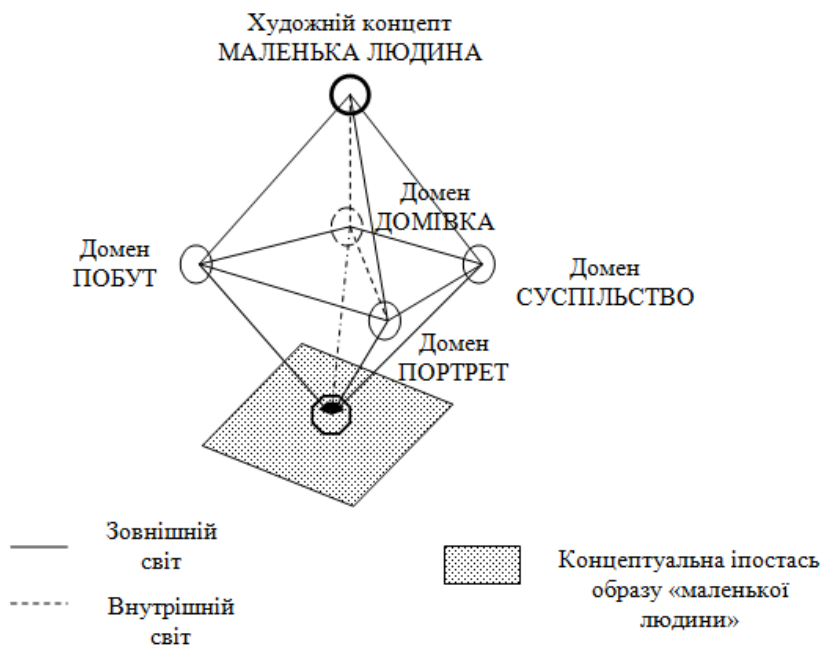 Художній концепт
МАЛЕНЬКА ЛЮДИНА
Домен
ДОМІВКА
Домен
ПОБУТ
Домен
СУСПІЛЬСТВО
Домен
ПОРТРЕТ
Зовнішній
світ
Внутрішній
світ
Концептуальна іпостась
образу «маленької
людини»